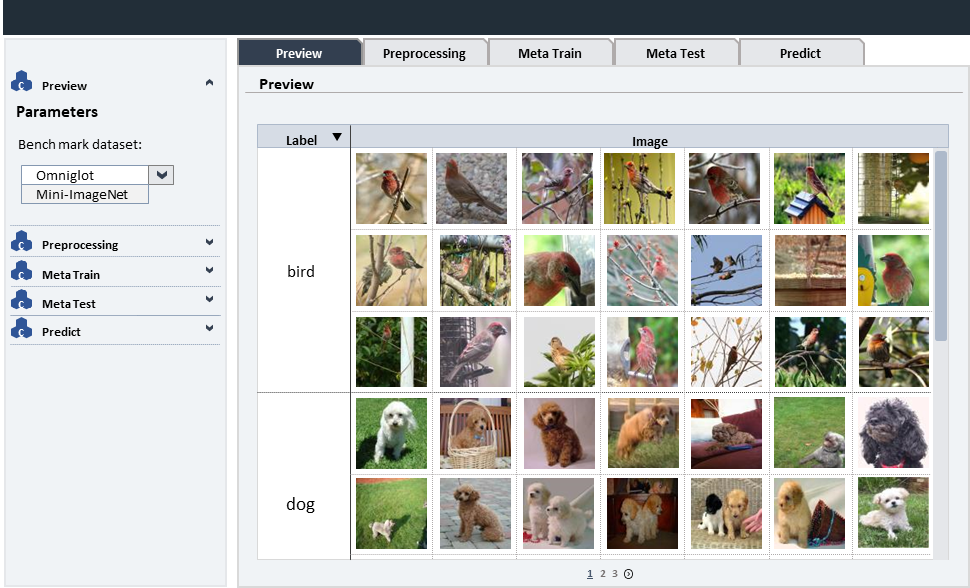 Preview
Parameters
Bench mark dataset:
Omniglot
Mini-ImageNet
Preprocessing
Meta Train
Meta Test
Predict
Preview Preprocessing Meta Train Meta Test Predict
Preview
Label Image
bird
dog
1 2 3